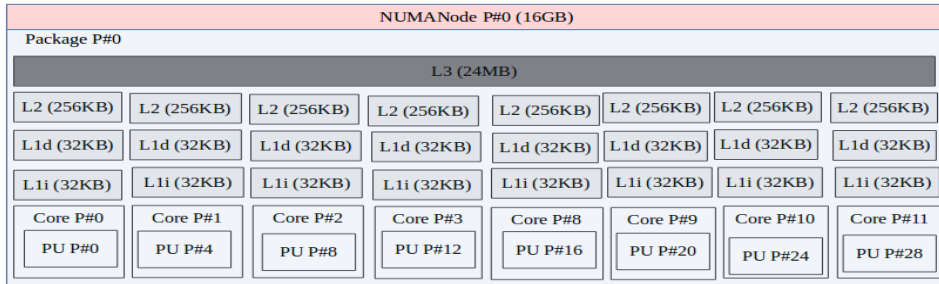 NUMANode P#0 (16GB)
Package P#0
L3 (24MB)
L2 (256KB) L2 (256KB) L2 (256KB) L2 (256KB) L2 (256KB) L2 (256KB) L2 (256KB) L2 (256KB)
L1d (32KB) L1d (32KB) L1d (32KB) L1d (32KB) L1d (32KB) L1d (32KB) L1d (32KB) L1d (32KB)
L1i (32KB) L1i (32KB) L1i (32KB) L1i (32KB) L1i (32KB) L1i (32KB) L1i (32KB) L1i (32KB)
Core P#0 Core P#1 Core P#2 Core P#3 Core P#8 Core P#9 Core P#10 Core P#11
PU P#0 PU P#4 PU P#8 PU P#12 PU P#16 PU P#20 PU P#24 PU P#28